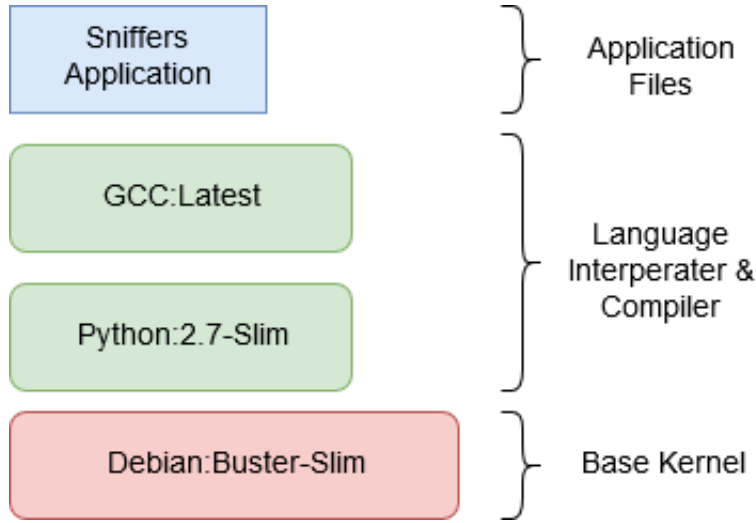 Sniffers
Application
Application
Files
GCC:Latest
Language
Interperater &
Compiler
Python:2.7-Slim
Debian:Buster-Slim
Base Kernel